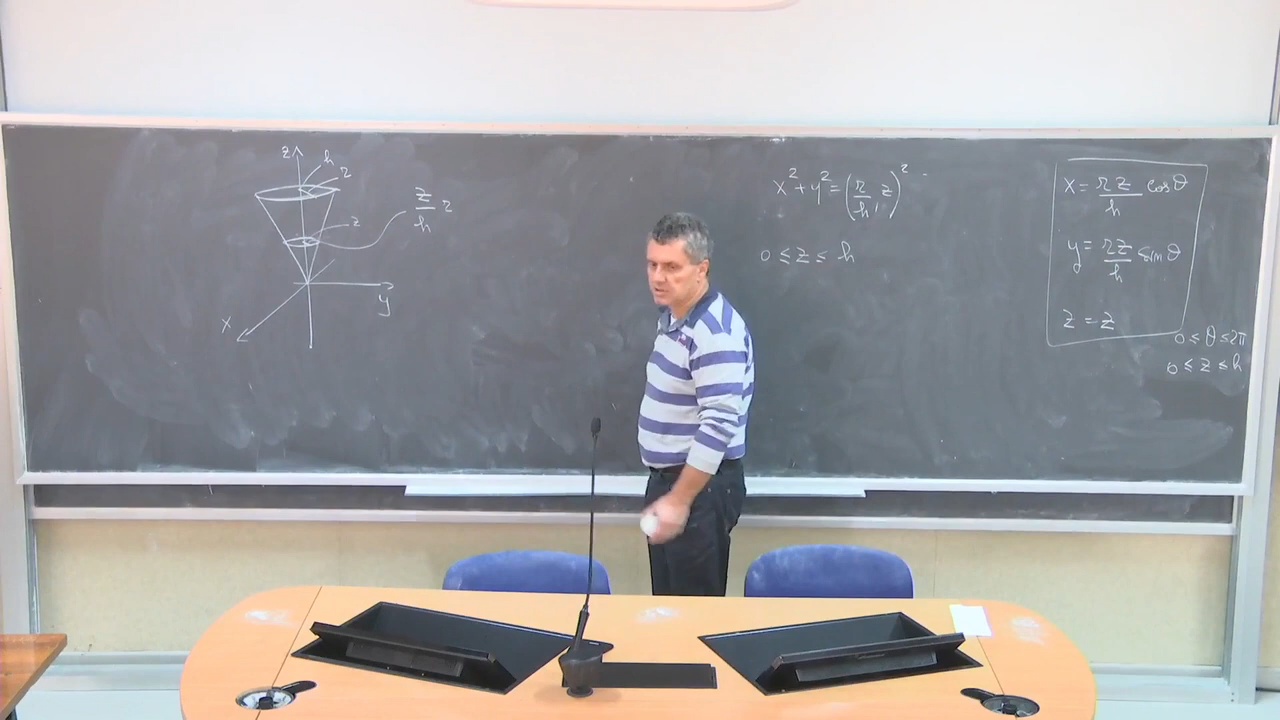 z
h
r
z
z/h r
y
x
x² + y² = (r/h z)²
0 ≤ z ≤ h
x = rz/h cos θ
y = rz/h sin θ
z = z
0 ≤ θ ≤ 2π
0 ≤ z ≤ h